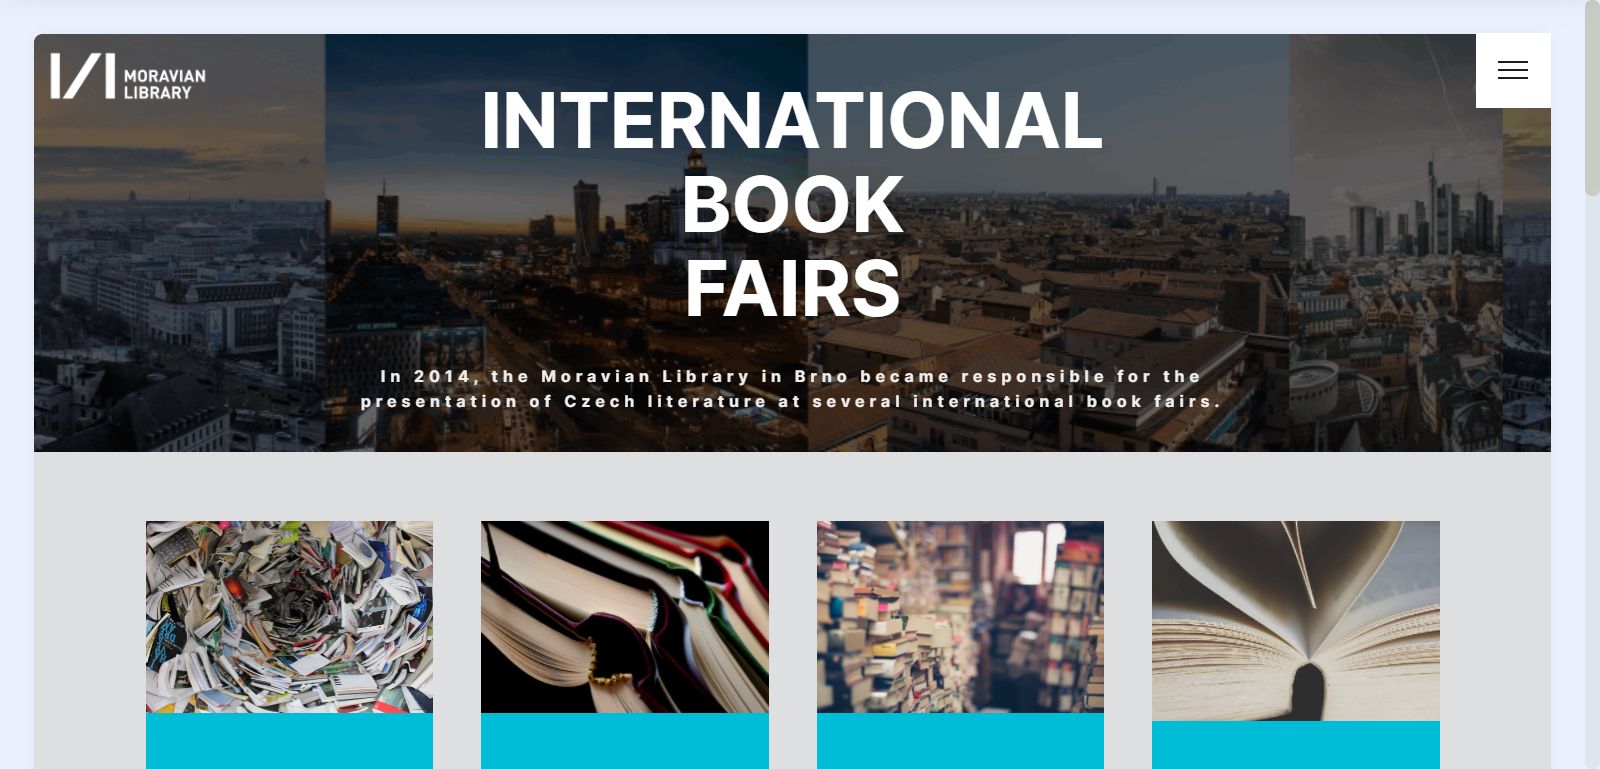 MORAVIAN
LIBRARY
INTERNATIONAL
BOOK
FAIRS
In 2014, the Moravian Library in Brno became responsible for the
presentation of Czech literature at several international book fairs.